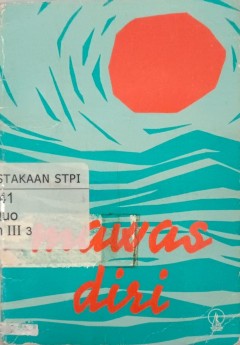 STAKAAN STPI
41
uo
III 3
mawas
diri